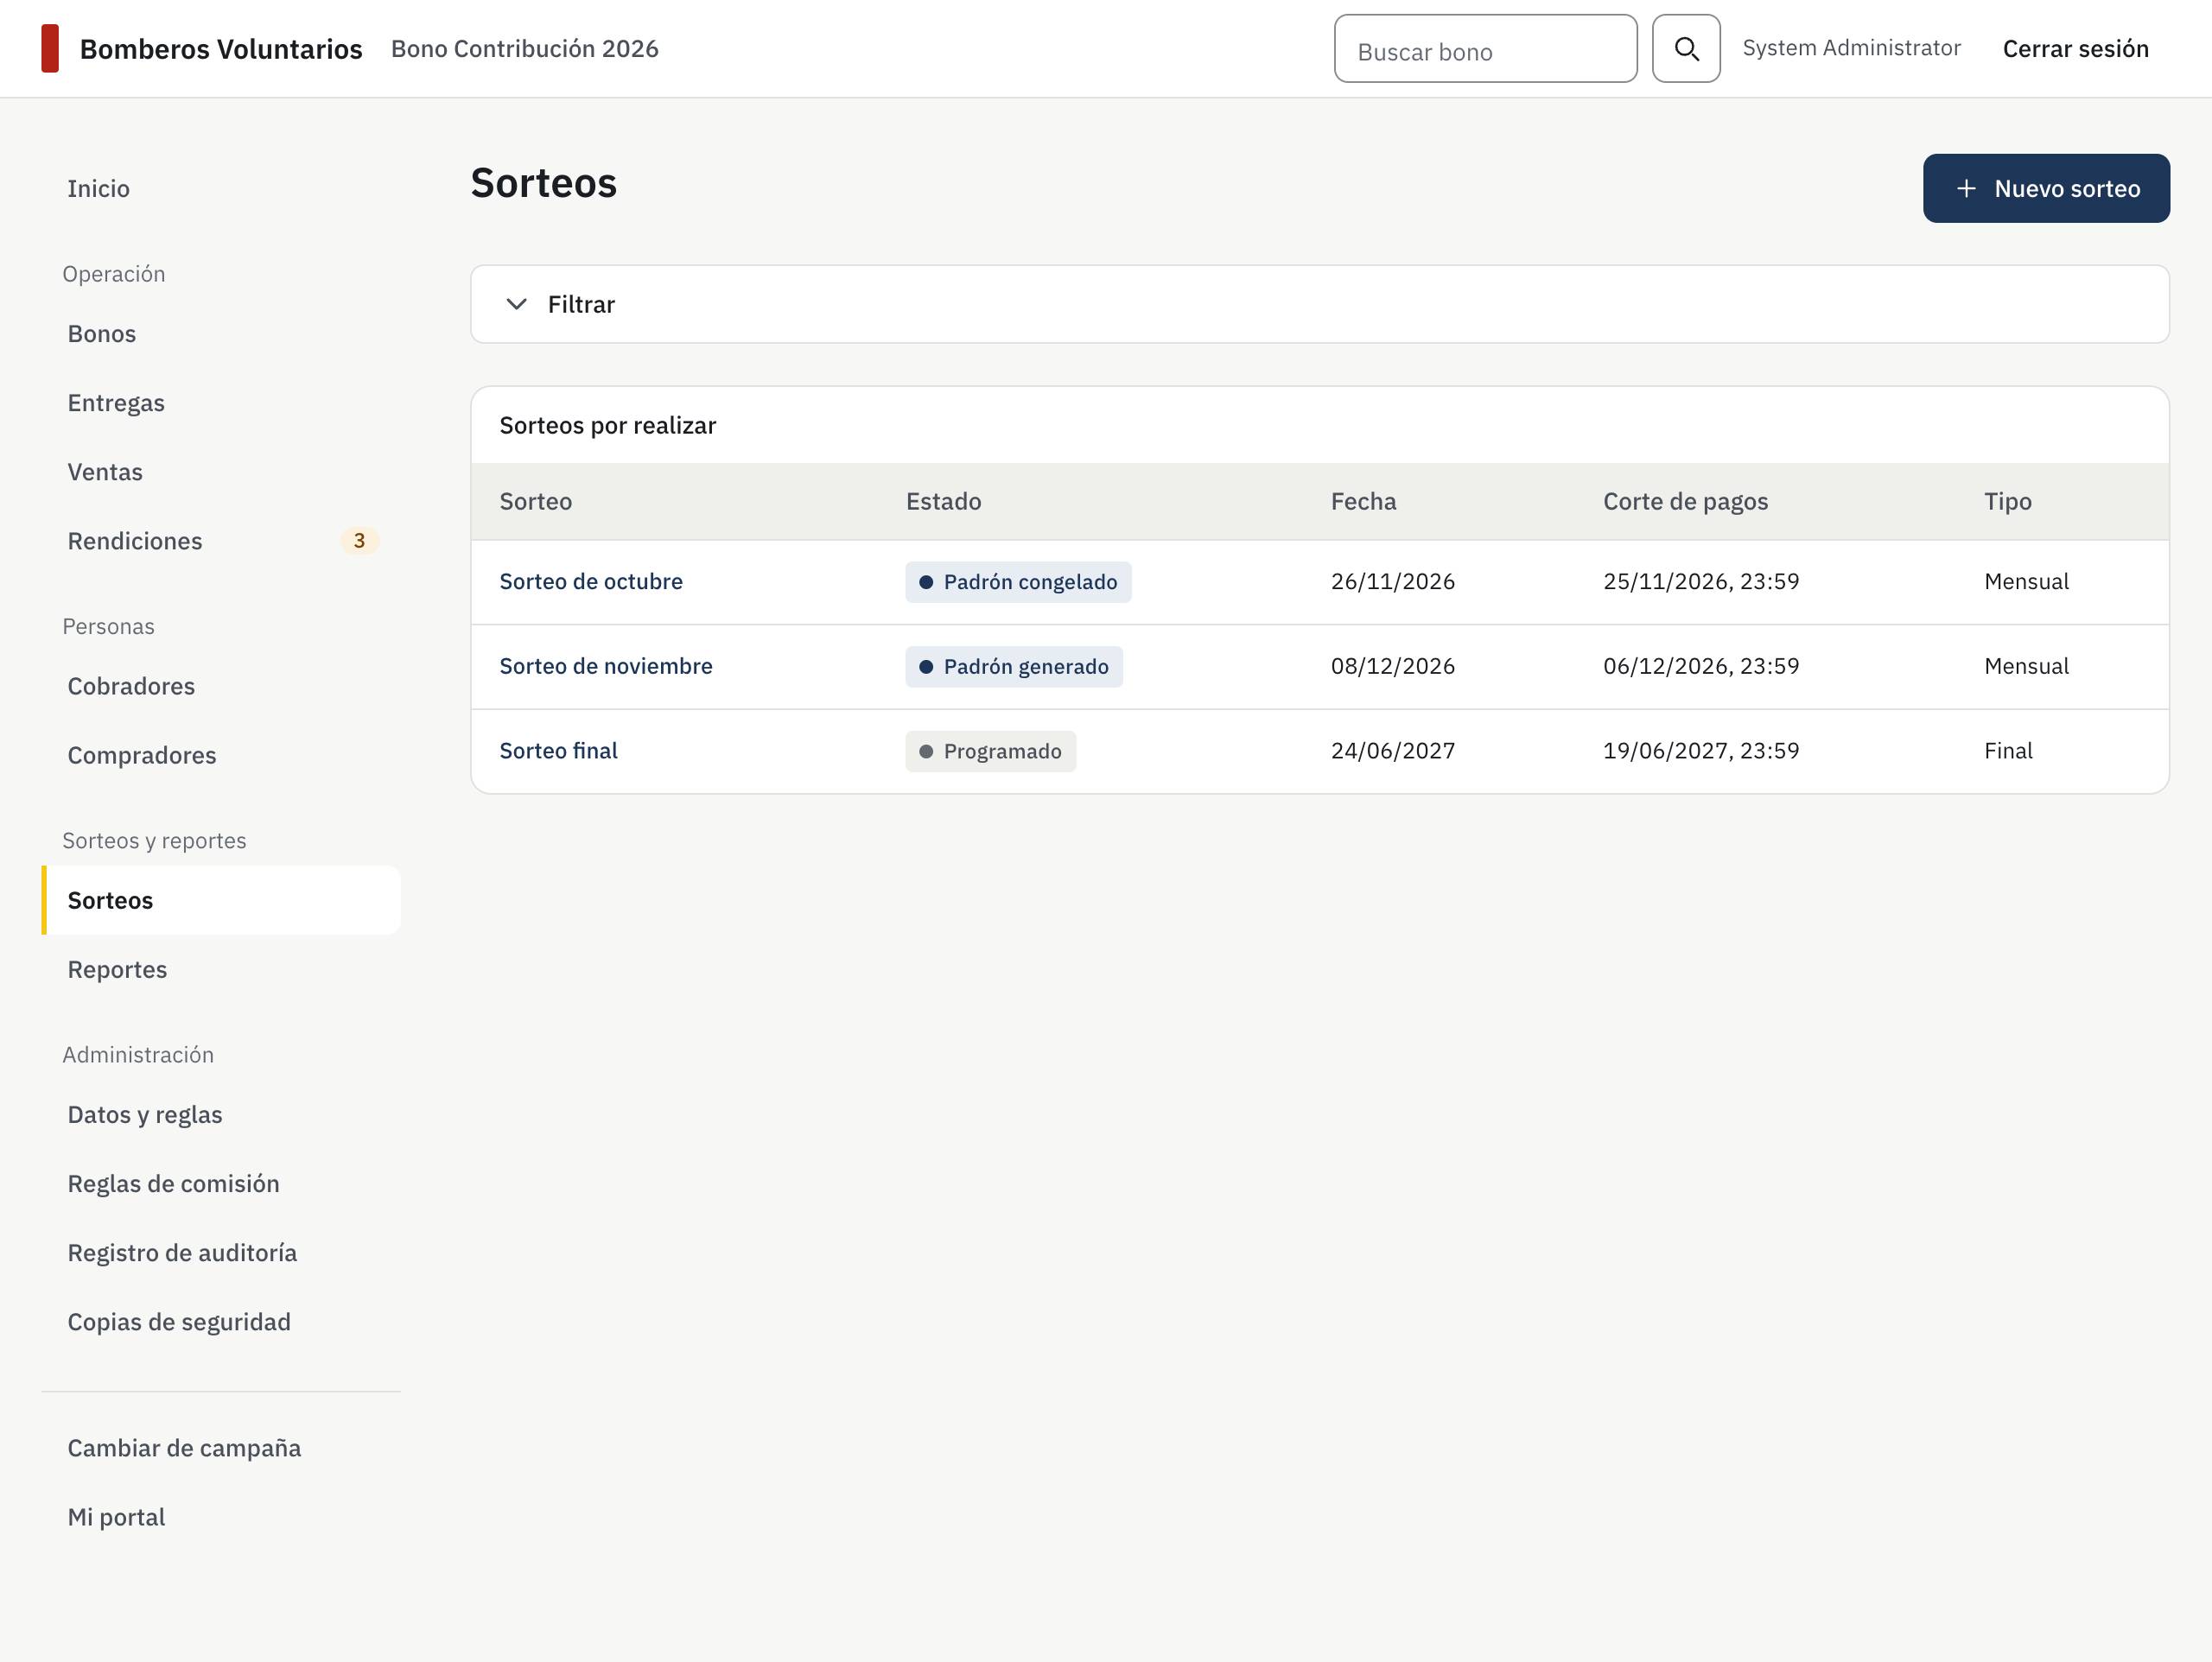 Bomberos Voluntarios Bono Contribución 2026 Buscar bono System Administrator Cerrar sesión
Inicio
Operación
Bonos
Entregas
Ventas
Rendiciones 3
Personas
Cobradores
Compradores
Sorteos y reportes
Sorteos
Reportes
Administración
Datos y reglas
Reglas de comisión
Registro de auditoría
Copias de seguridad
Cambiar de campaña
Mi portal
Sorteos
+ Nuevo sorteo
Filtrar
Sorteos por realizar
Sorteo Estado Fecha Corte de pagos Tipo
Sorteo de octubre Padrón congelado 26/11/2026 25/11/2026, 23:59 Mensual
Sorteo de noviembre Padrón generado 08/12/2026 06/12/2026, 23:59 Mensual
Sorteo final Programado 24/06/2027 19/06/2027, 23:59 Final